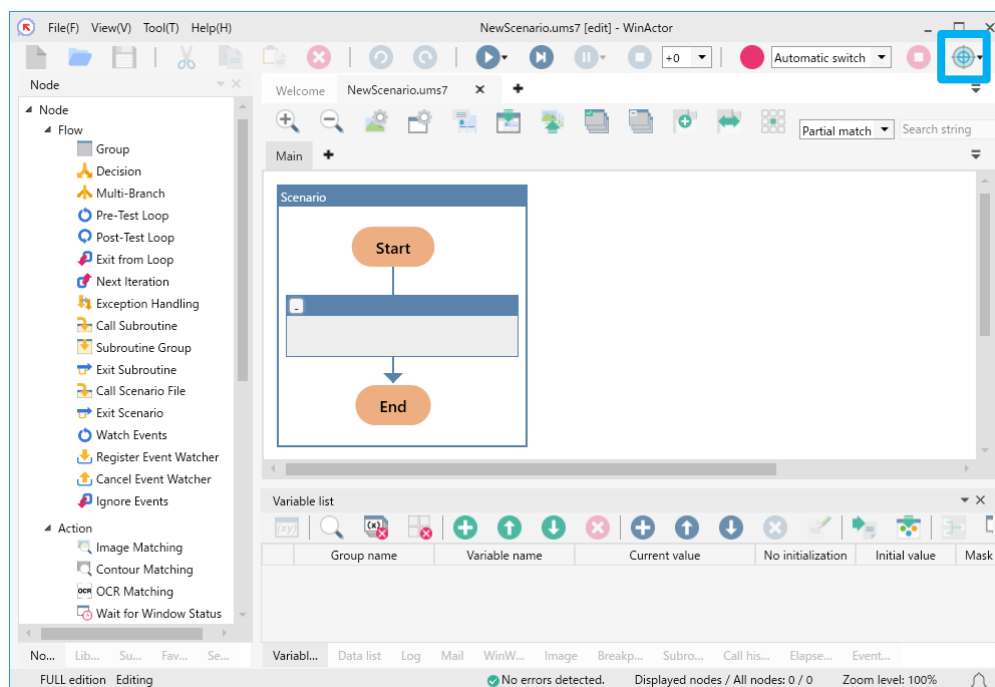 File(F) View(V) Tool(T) Help(H) NewScenario.ums7 [edit] - WinActor
+0 Automatic switch
Node
Welcome NewScenario.ums7
Node
Flow
Group
Decision
Multi-Branch
Pre-Test Loop
Post-Test Loop
Exit from Loop
Next Iteration
Exception Handling
Call Subroutine
Subroutine Group
Exit Subroutine
Call Scenario File
Exit Scenario
Watch Events
Register Event Watcher
Cancel Event Watcher
Ignore Events
Action
Image Matching
Contour Matching
OCR OCR Matching
Wait for Window Status
No... Lib... Su... Fav... Se...
Partial match Search string
Main
Scenario
Start
-
End
Variable list
(xy) (x)
Group name Variable name Current value No initialization Initial value Mask
Variabl... Data list Log Mail WinW... Image Breakp... Subro... Call his... Elapse... Event...
FULL edition Editing No errors detected. Displayed nodes / All nodes: 0 / 0 Zoom level: 100%